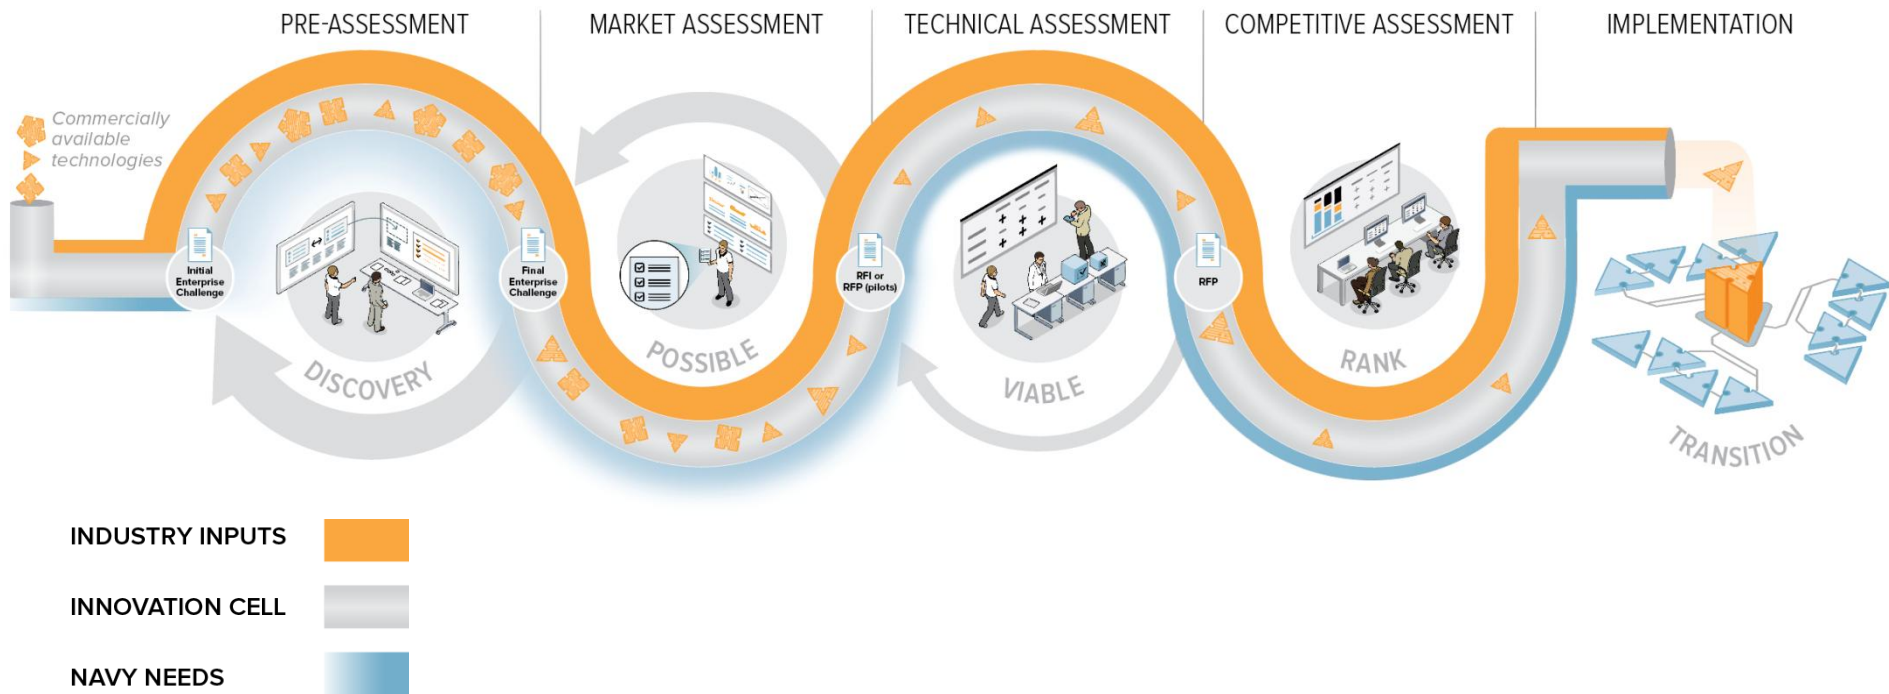 PRE-ASSESSMENT
MARKET ASSESSMENT
TECHNICAL ASSESSMENT
COMPETITIVE ASSESSMENT
IMPLEMENTATION
Commercially
available
technologies
Initial
Enterprise
Challenge
Final
Enterprise
Challenge
RFI or
RFP (pilots)
RFP
DISCOVERY
POSSIBLE
VIABLE
RANK
TRANSITION
INDUSTRY INPUTS
INNOVATION CELL
NAVY NEEDS